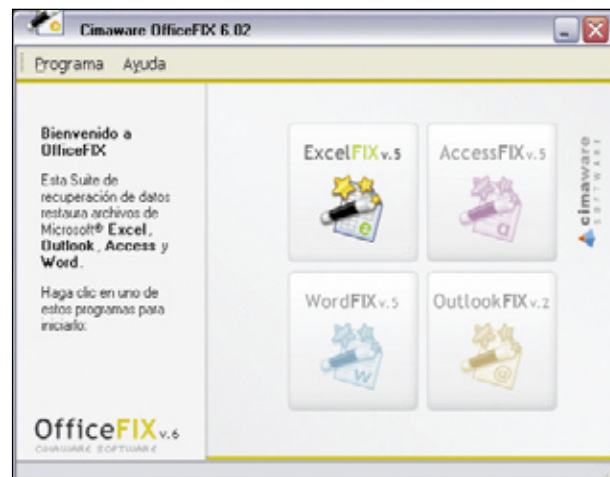 Cimaware OfficeFIX 6.02
Programa Ayuda
Bienvenido a
OfficeFIX
Esta Suite de
recuperación de datos
restaura archivos de
Microsoft® Excel,
Outlook, Access y
Word.
Haga clic en uno de
estos programas para
iniciarlo:
OfficeFIX v.6
CIMAWARE SOFTWARE
ExcelFIX v.5
AccessFIX v.5
WordFIX v.5
W
OutlookFIX v.2
@
cimaware
SOFTWARE